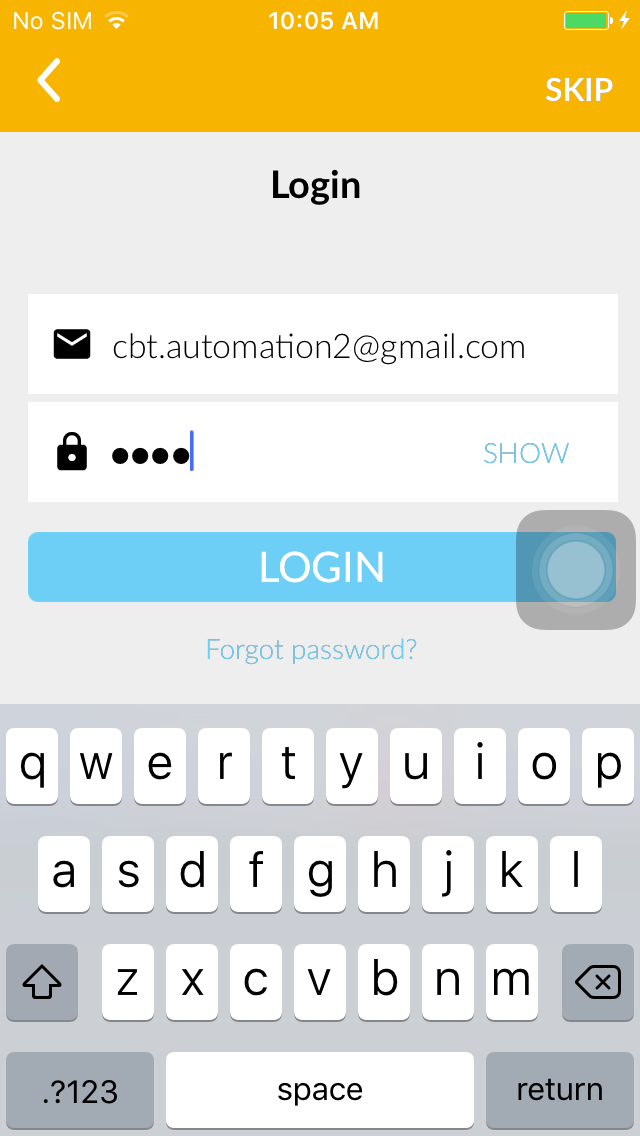 No SIM 10:05 AM
SKIP
Login
cbt.automation2@gmail.com
●●●● SHOW
LOGIN
Forgot password?
q w e r t y u i o p
a s d f g h j k l
z x c v b n m
.?123 space return